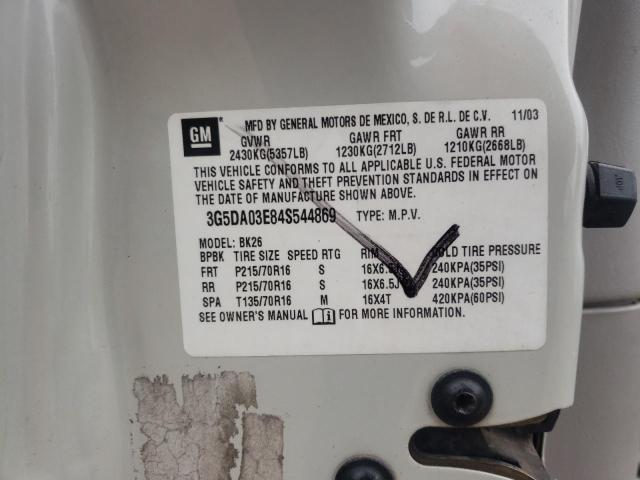 GM
MFD BY GENERAL MOTORS DE MEXICO, S. DE R.L. DE C.V. 11/03
GVWR GAWR FRT GAWR RR
2430KG(5357LB) 1230KG(2712LB) 1210KG(2668LB)
THIS VEHICLE CONFORMS TO ALL APPLICABLE U.S. FEDERAL MOTOR
VEHICLE SAFETY AND THEFT PREVENTION STANDARDS IN EFFECT ON
THE DATE OF MANUFACTURE SHOWN ABOVE.
3G5DA03E84S544869 TYPE: M.P.V.
MODEL: BK26
BPBK TIRE SIZE SPEED RTG RIM COLD TIRE PRESSURE
FRT P215/70R16 S 16X6.5J 240KPA(35PSI)
RR P215/70R16 S 16X6.5J 240KPA(35PSI)
SPA T135/70R16 M 16X4T 420KPA(60PSI)
SEE OWNER'S MANUAL FOR MORE INFORMATION.